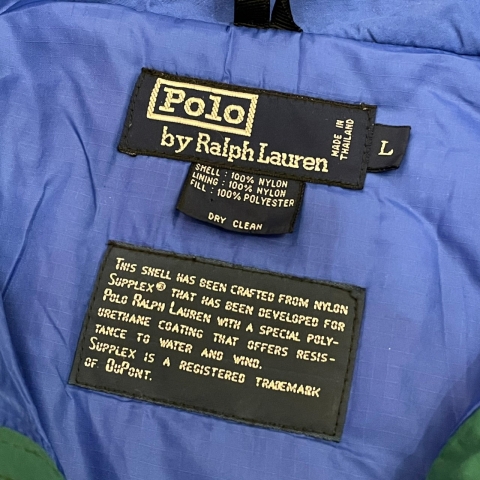 Polo
by Ralph Lauren
MADE IN
THAILAND
L
SHELL : 100% NYLON
LINING : 100% NYLON
FILL : 100% POLYESTER
DRY CLEAN
THIS SHELL HAS BEEN CRAFTED FROM NYLON
SUPPLEX® THAT HAS BEEN DEVELOPED FOR
POLO RALPH LAUREN WITH A SPECIAL POLY-
URETHANE COATING THAT OFFERS RESIS-
TANCE TO WATER AND WIND.
SUPPLEX IS A REGISTERED TRADEMARK
OF DUPONT.